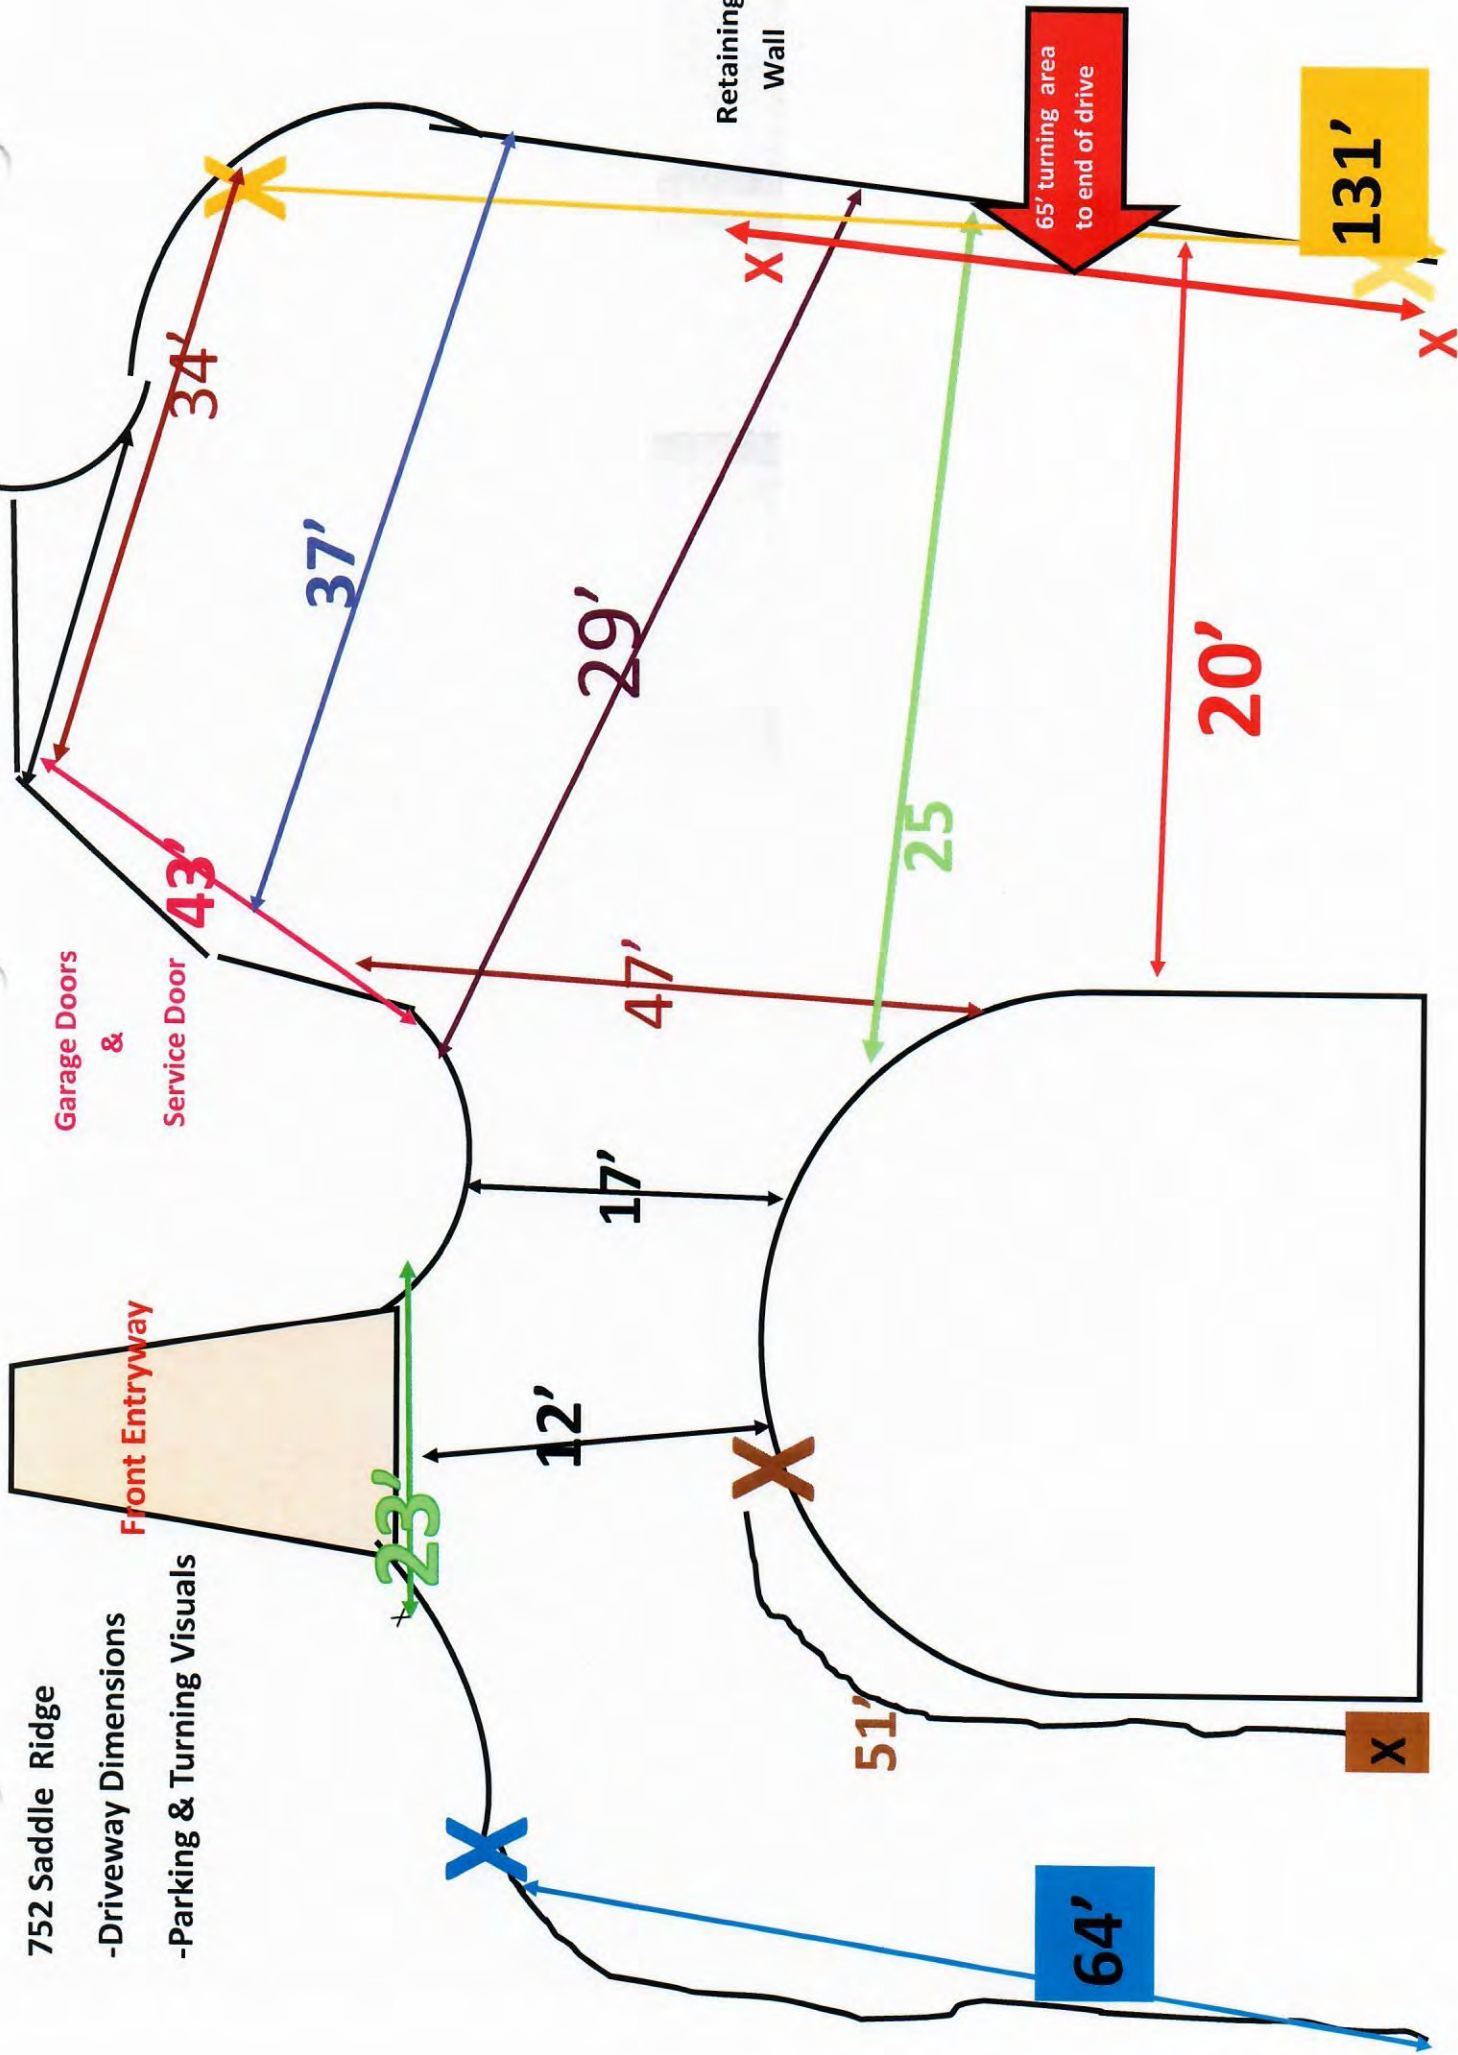 752 Saddle Ridge
-Driveway Dimensions
-Parking & Turning Visuals
Front Entryway
Garage Doors
&
Service Door
43’
34’
37’
29’
47’
25
20’
17’
12’
23’
51’
64’
X
X
X
X
X
X
X
x
Retaining
Wall
65’ turning area
to end of drive
131’